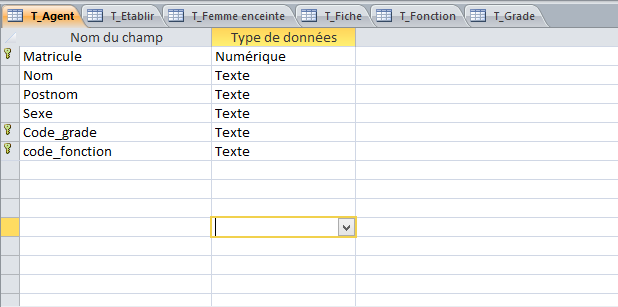 T_Agent T_Etablir T_Femme enceinte T_Fiche T_Fonction T_Grade
Nom du champ Type de données
Matricule Numérique
Nom Texte
Postnom Texte
Sexe Texte
Code_grade Texte
code_fonction Texte